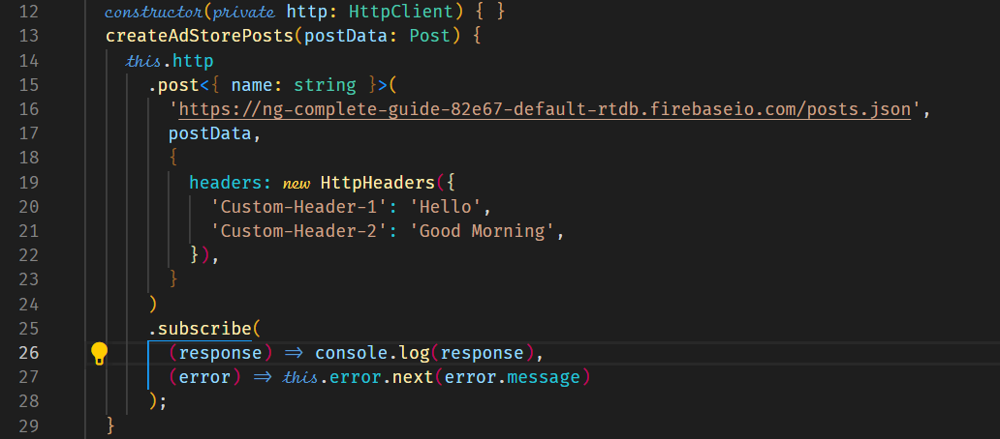 12 constructor(private http: HttpClient) { }
13 createAdStorePosts(postData: Post) {
14 this.http
15 .post<{ name: string }>(
16 'https://ng-complete-guide-82e67-default-rtdb.firebaseio.com/posts.json',
17 postData,
18 {
19 headers: new HttpHeaders({
20 'Custom-Header-1': 'Hello',
21 'Custom-Header-2': 'Good Morning',
22 }),
23 }
24 )
25 .subscribe(
26 (response) => console.log(response),
27 (error) => this.error.next(error.message)
28 );
29 }